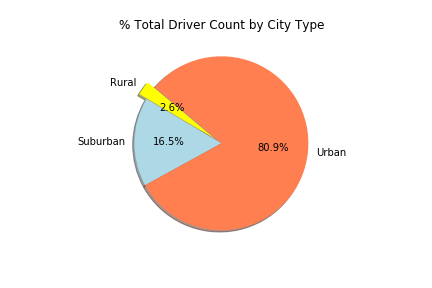 % Total Driver Count by City Type
Rural
2.6%
Suburban
16.5%
80.9%
Urban